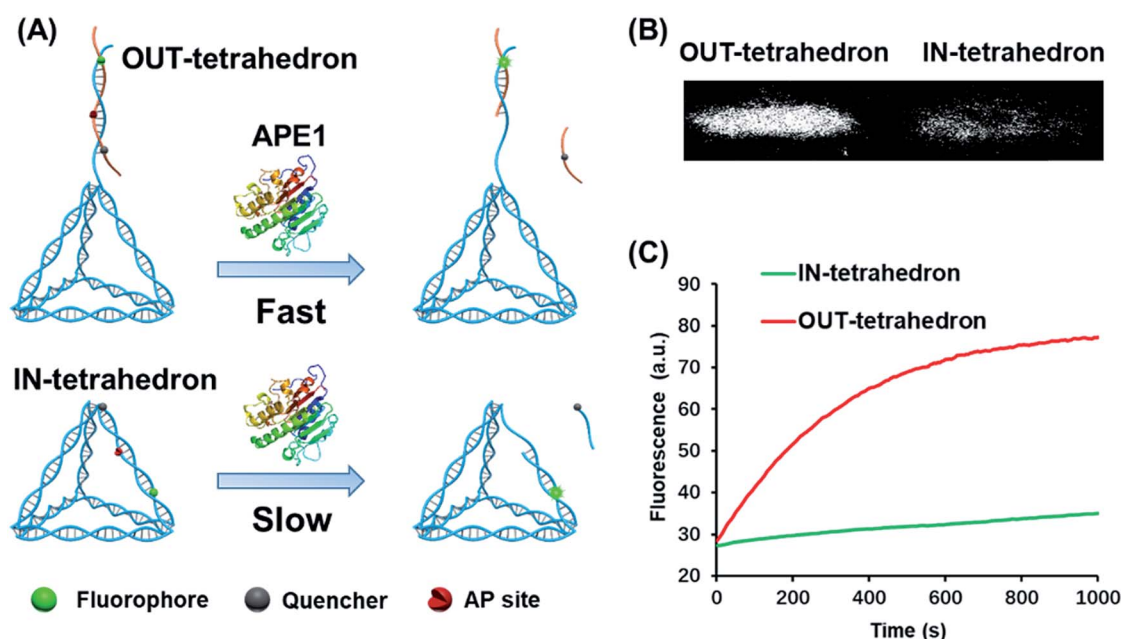 (A)
OUT-tetrahedron
APE1
Fast
IN-tetrahedron
Slow
Fluorophore
Quencher
AP site
(B)
OUT-tetrahedron
IN-tetrahedron
(C)
IN-tetrahedron
OUT-tetrahedron
Fluorescence (a.u.)
90
80
70
60
50
40
30
20
0
200
400
600
800
1000
Time (s)